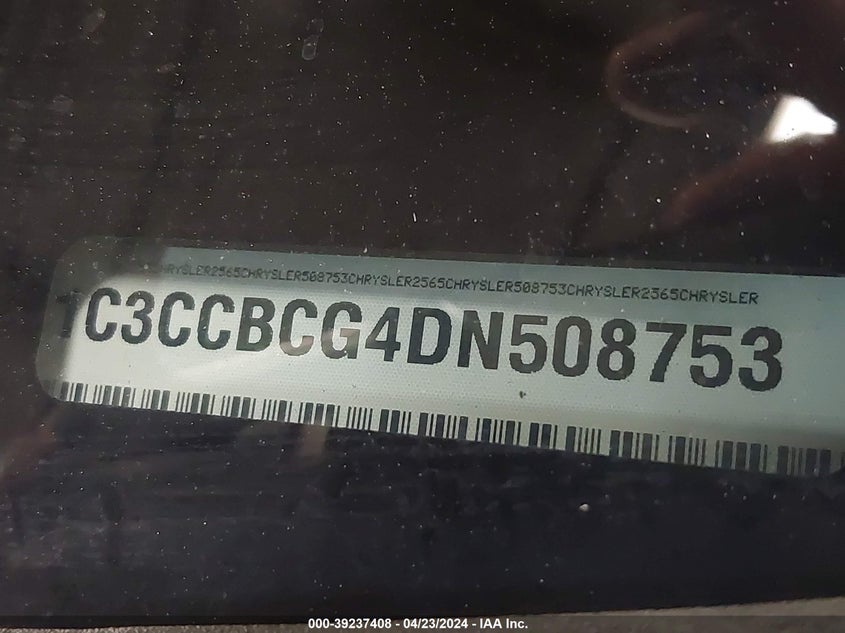 CHRYSLER2565CHRYSLER508753CHRYSLER2565CHRYSLER508753CHRYSLER2565CHRYSLER
1C3CCBCG4DN508753
000-39237408 - 04/23/2024 - IAA Inc.